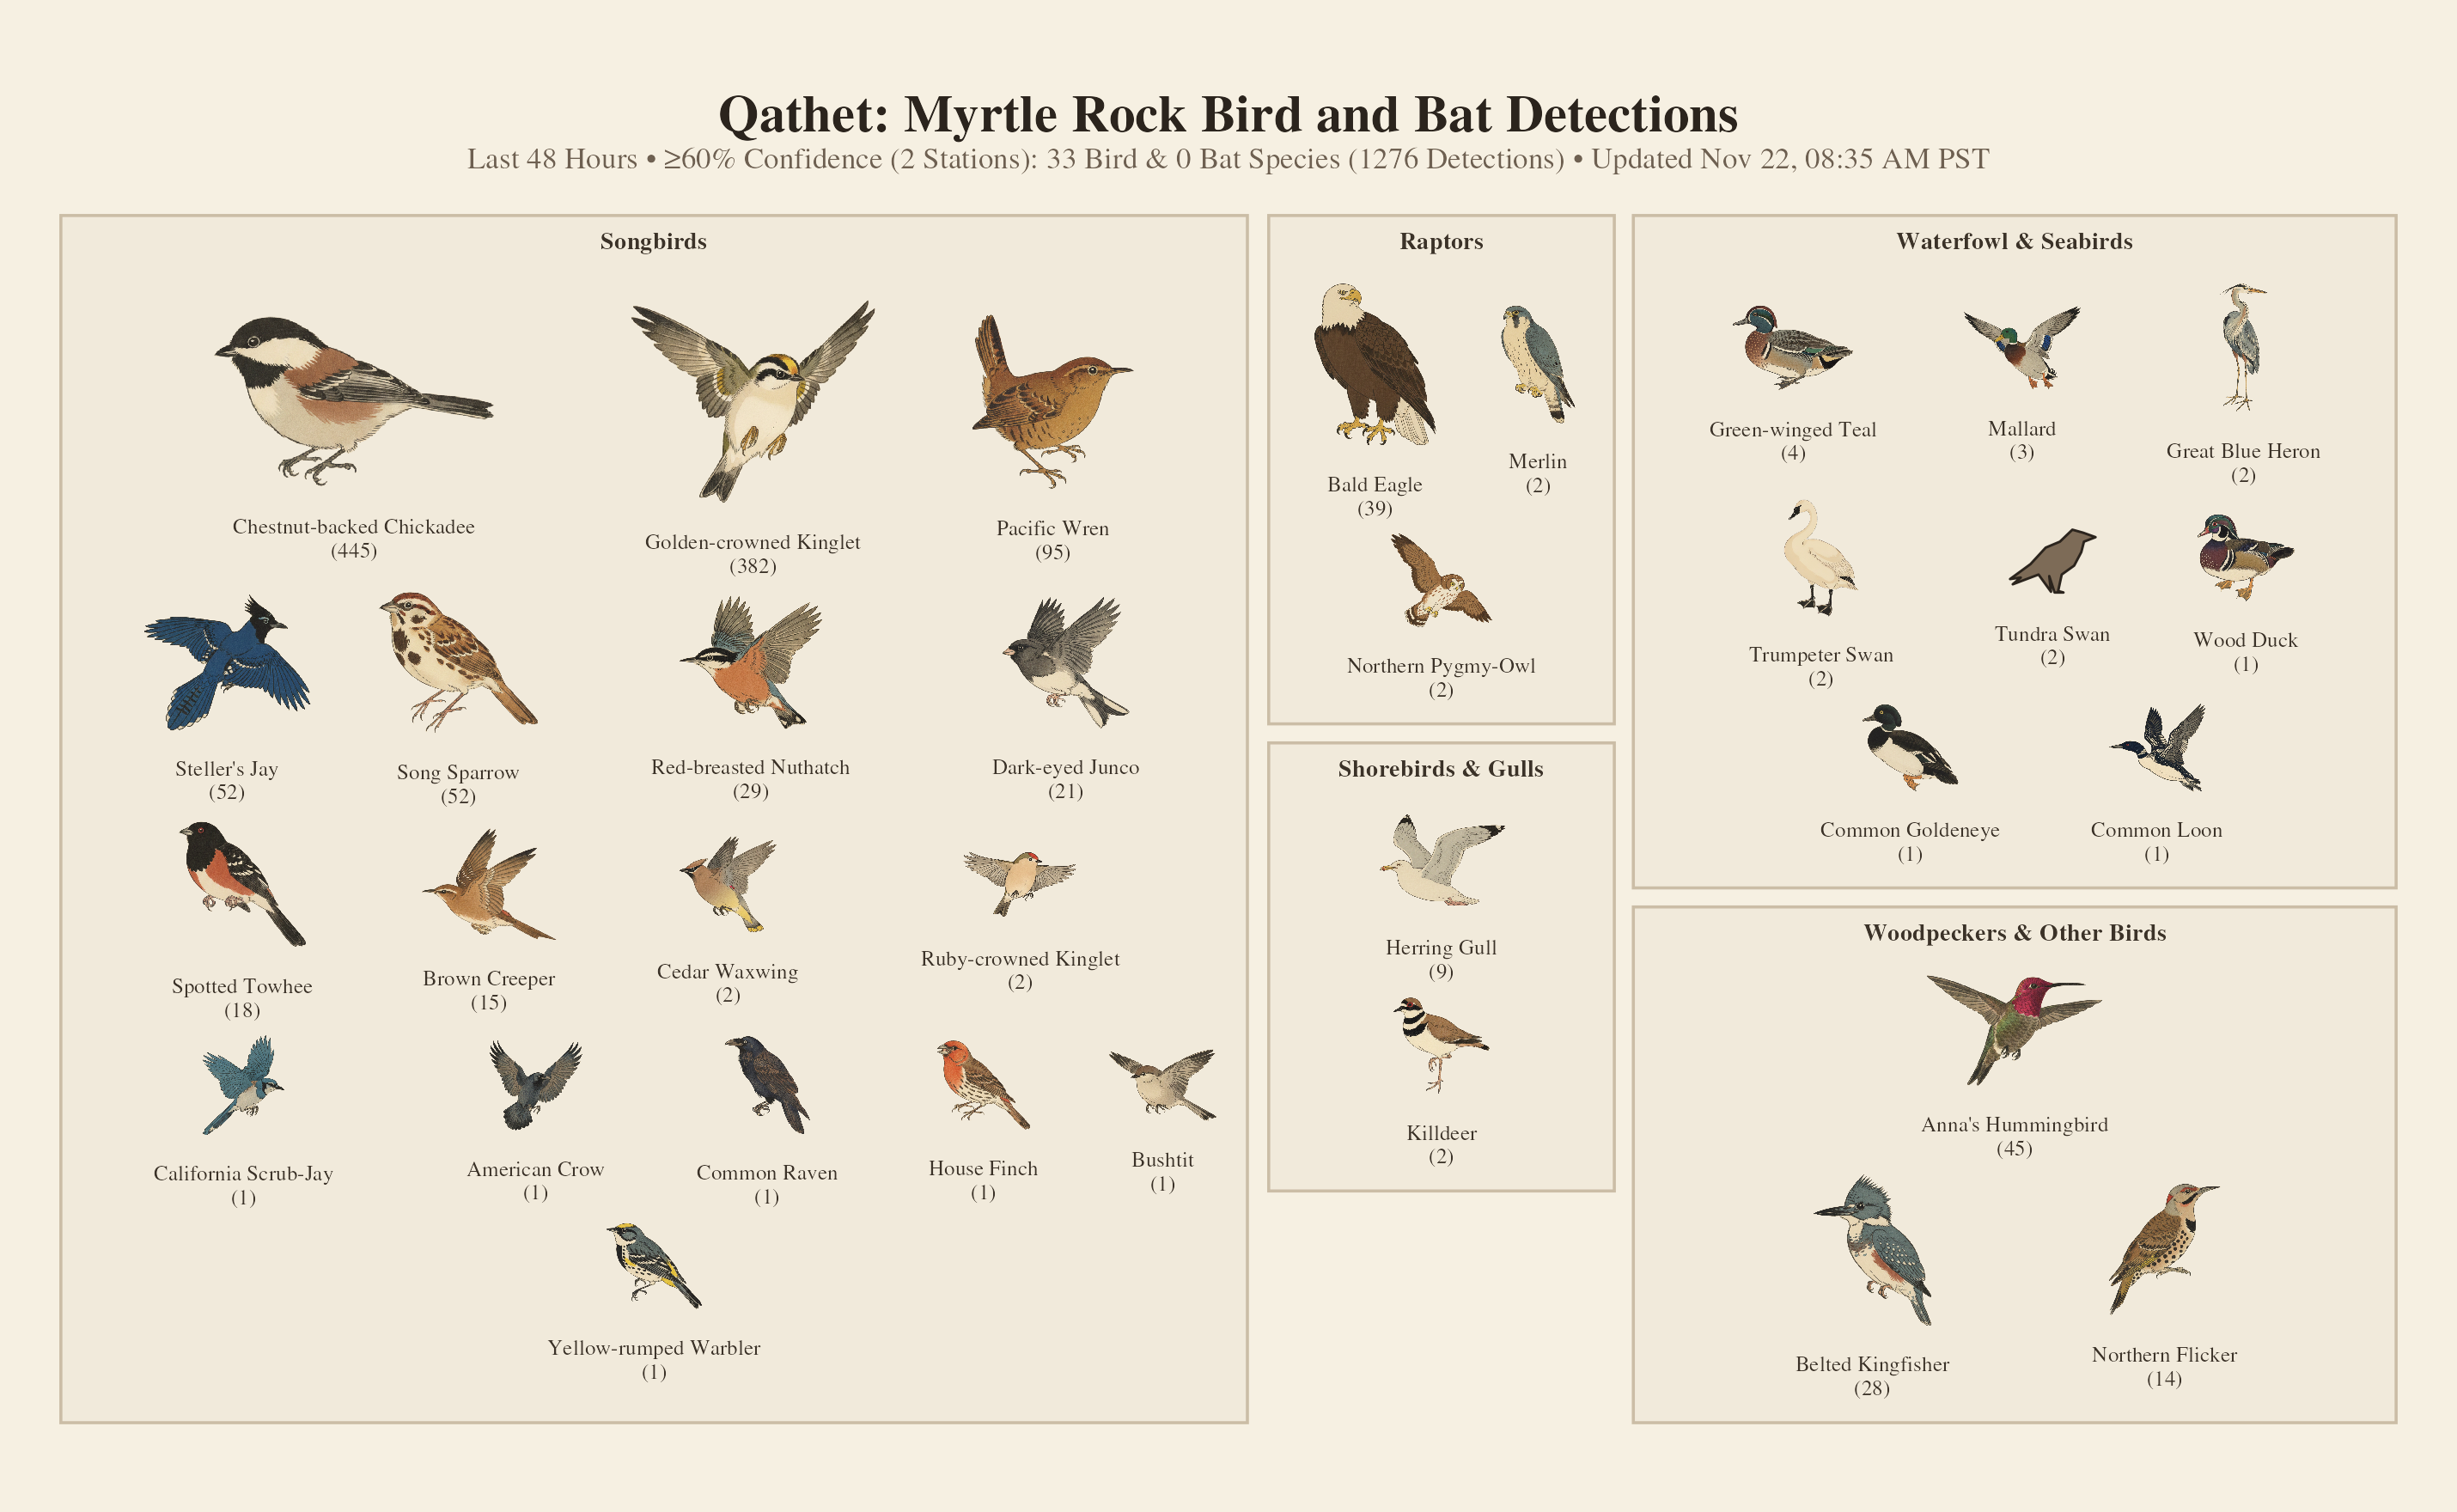 Qathet: Myrtle Rock Bird and Bat Detections
Last 48 Hours • ≥60% Confidence (2 Stations): 33 Bird & 0 Bat Species (1276 Detections) • Updated Nov 22, 08:35 AM PST
Songbirds
Chestnut-backed Chickadee
(445)
Golden-crowned Kinglet
(382)
Pacific Wren
(95)
Steller's Jay
(52)
Song Sparrow
(52)
Red-breasted Nuthatch
(29)
Dark-eyed Junco
(21)
Spotted Towhee
(18)
Brown Creeper
(15)
Cedar Waxwing
(2)
Ruby-crowned Kinglet
(2)
California Scrub-Jay
(1)
American Crow
(1)
Common Raven
(1)
House Finch
(1)
Bushtit
(1)
Yellow-rumped Warbler
(1)
Raptors
Bald Eagle
(39)
Merlin
(2)
Northern Pygmy-Owl
(2)
Shorebirds & Gulls
Herring Gull
(9)
Killdeer
(2)
Waterfowl & Seabirds
Green-winged Teal
(4)
Mallard
(3)
Great Blue Heron
(2)
Trumpeter Swan
(2)
Tundra Swan
(2)
Wood Duck
(1)
Common Goldeneye
(1)
Common Loon
(1)
Woodpeckers & Other Birds
Anna's Hummingbird
(45)
Belted Kingfisher
(28)
Northern Flicker
(14)